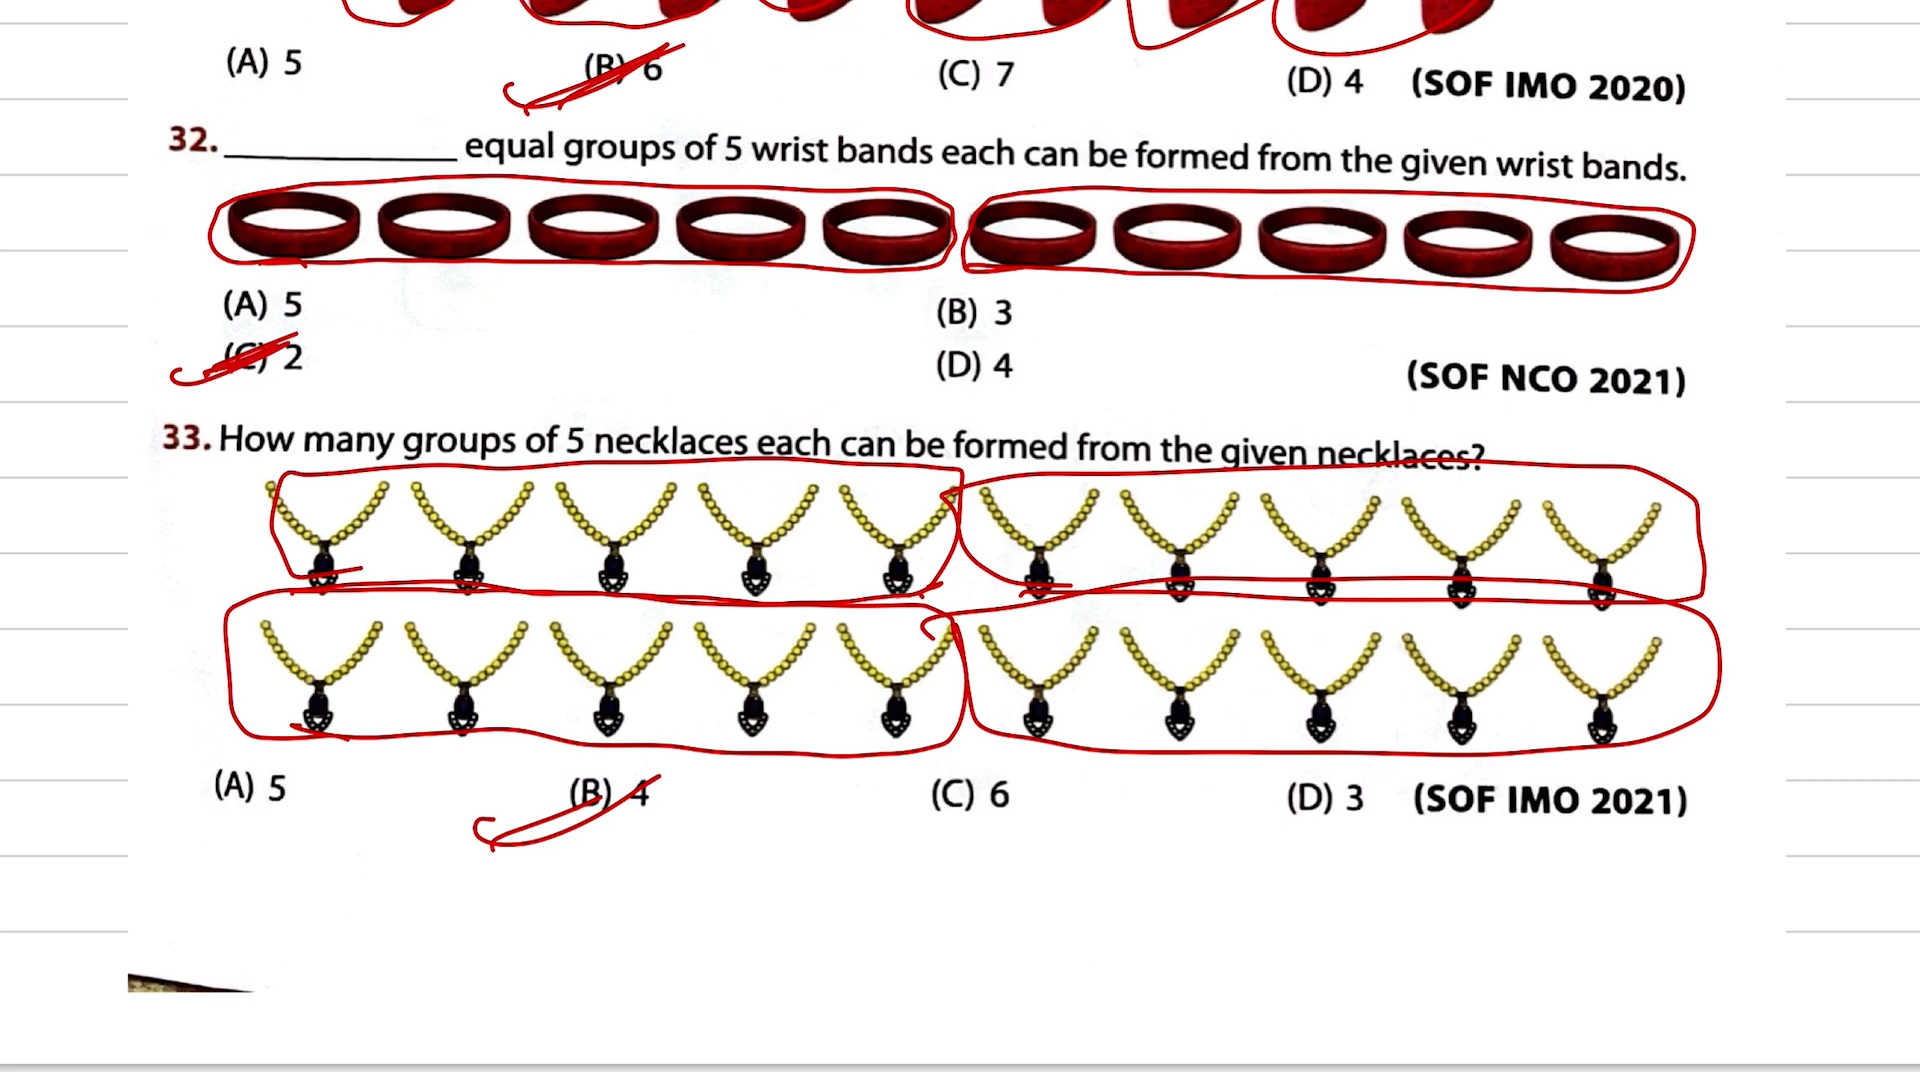 (A) 5 (B) 6 (C) 7 (D) 4 (SOF IMO 2020)
32. __________ equal groups of 5 wrist bands each can be formed from the given wrist bands.
(A) 5 (B) 3
(C) 2 (D) 4 (SOF NCO 2021)
33. How many groups of 5 necklaces each can be formed from the given necklaces?
(A) 5 (B) 4 (C) 6 (D) 3 (SOF IMO 2021)